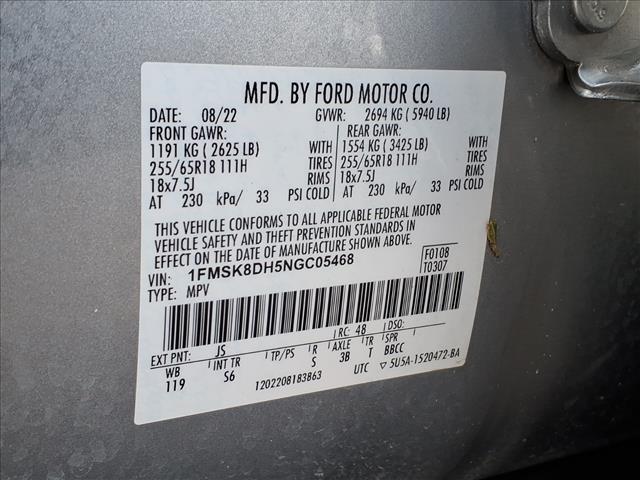 MFD. BY FORD MOTOR CO.
DATE: 08/22 GVWR: 2694 KG ( 5940 LB)
FRONT GAWR: REAR GAWR:
1191 KG ( 2625 LB) WITH 1554 KG ( 3425 LB) WITH
255/65R18 111H TIRES 255/65R18 111H TIRES
18x7.5J RIMS 18x7.5J RIMS
AT 230 kPa/ 33 PSI COLD AT 230 kPa/ 33 PSI COLD
THIS VEHICLE CONFORMS TO ALL APPLICABLE FEDERAL MOTOR
VEHICLE SAFETY AND THEFT PREVENTION STANDARDS IN
EFFECT ON THE DATE OF MANUFACTURE SHOWN ABOVE.
VIN: 1FMSK8DH5NGC05468 F0108
TYPE: MPV T0307
EXT PNT: JS RC: 48 DSO:
WB INT TR TP/PS R AXLE TR SPR
119 S6 S 3B T BBCC
1202208183863 UTC ▽ 5U5A-1520472-BA